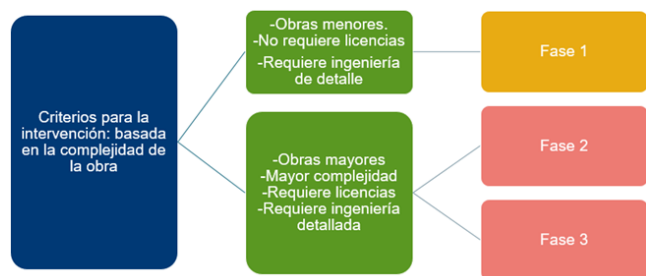 Criterios para la
intervención: basada
en la complejidad de
la obra
-Obras menores.
-No requiere licencias
-Requiere ingeniería
de detalle
-Obras mayores
-Mayor complejidad
-Requiere licencias
-Requiere ingeniería
detallada
Fase 1
Fase 2
Fase 3